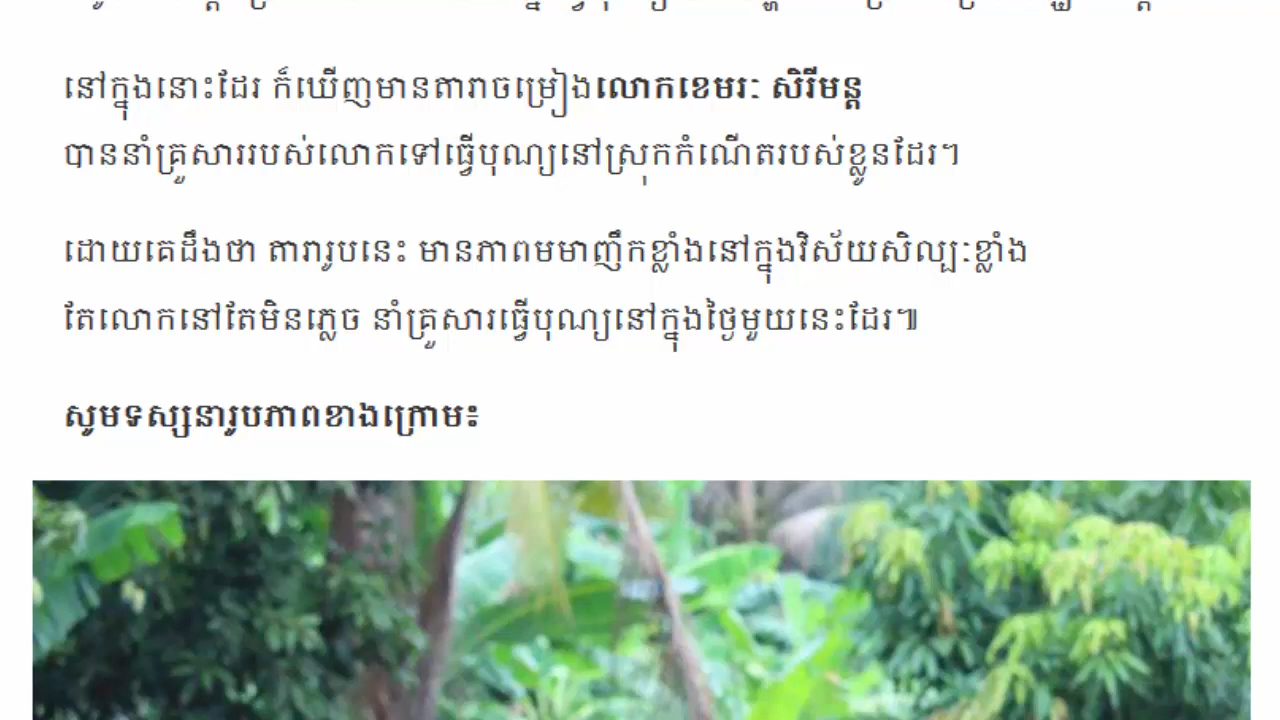 នៅក្នុងនោះដែរ ក៏ឃើញមានតារាចម្រៀងលោកខេមរៈ សិរីមន្ត
បាននាំគ្រួសាររបស់លោកទៅធ្វើបុណ្យនៅស្រុកកំណើតរបស់ខ្លួនដែរ។
ដោយគេដឹងថា តារារូបនេះ មានភាពមមាញឹកខ្លាំងនៅក្នុងវិស័យសិល្បៈខ្លាំង
តែលោកនៅតែមិនភ្លេច នាំគ្រួសារធ្វើបុណ្យនៅក្នុងថ្ងៃមួយនេះដែរ៕
សូមទស្សនារូបភាពខាងក្រោម៖